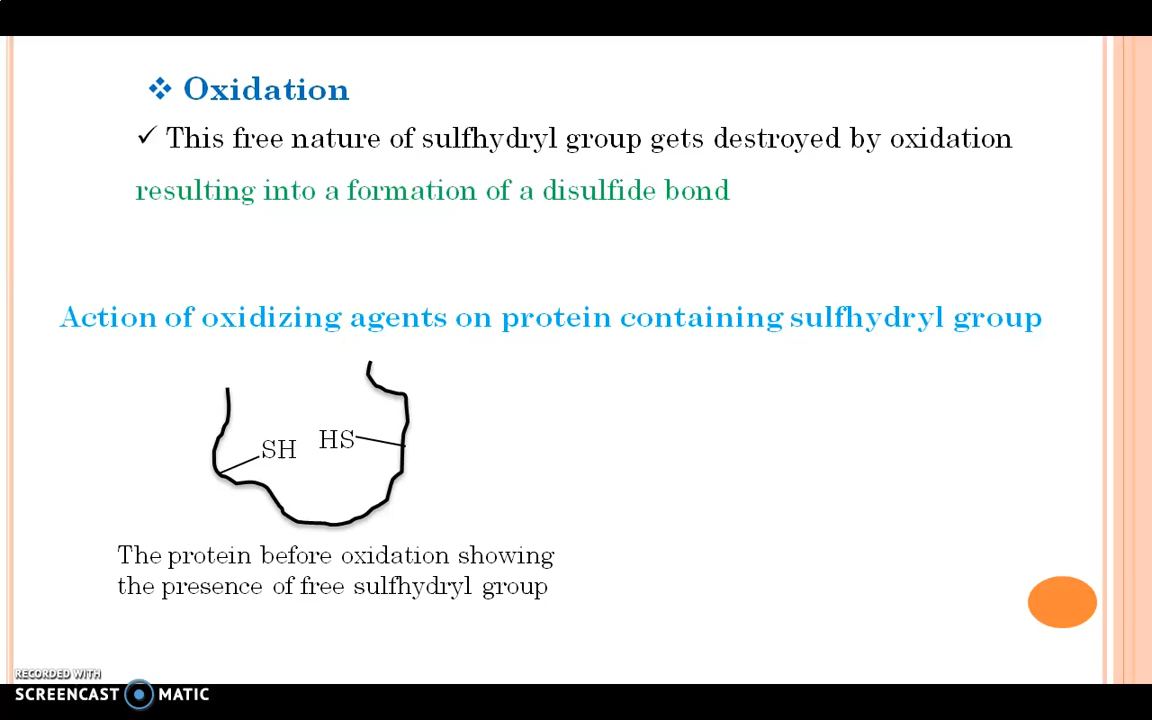 Oxidation
This free nature of sulfhydryl group gets destroyed by oxidation
resulting into a formation of a disulfide bond
Action of oxidizing agents on protein containing sulfhydryl group
SH HS
The protein before oxidation showing
the presence of free sulfhydryl group
RECORDED WITH
SCREENCAST MATIC